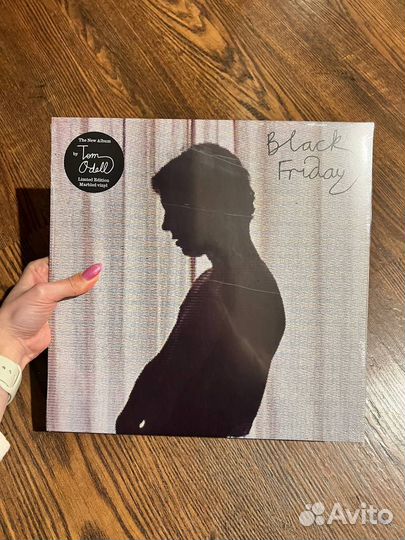 The New Album
by Tom
Odell
Limited Edition
Marbled vinyl
Black
Friday
Avito